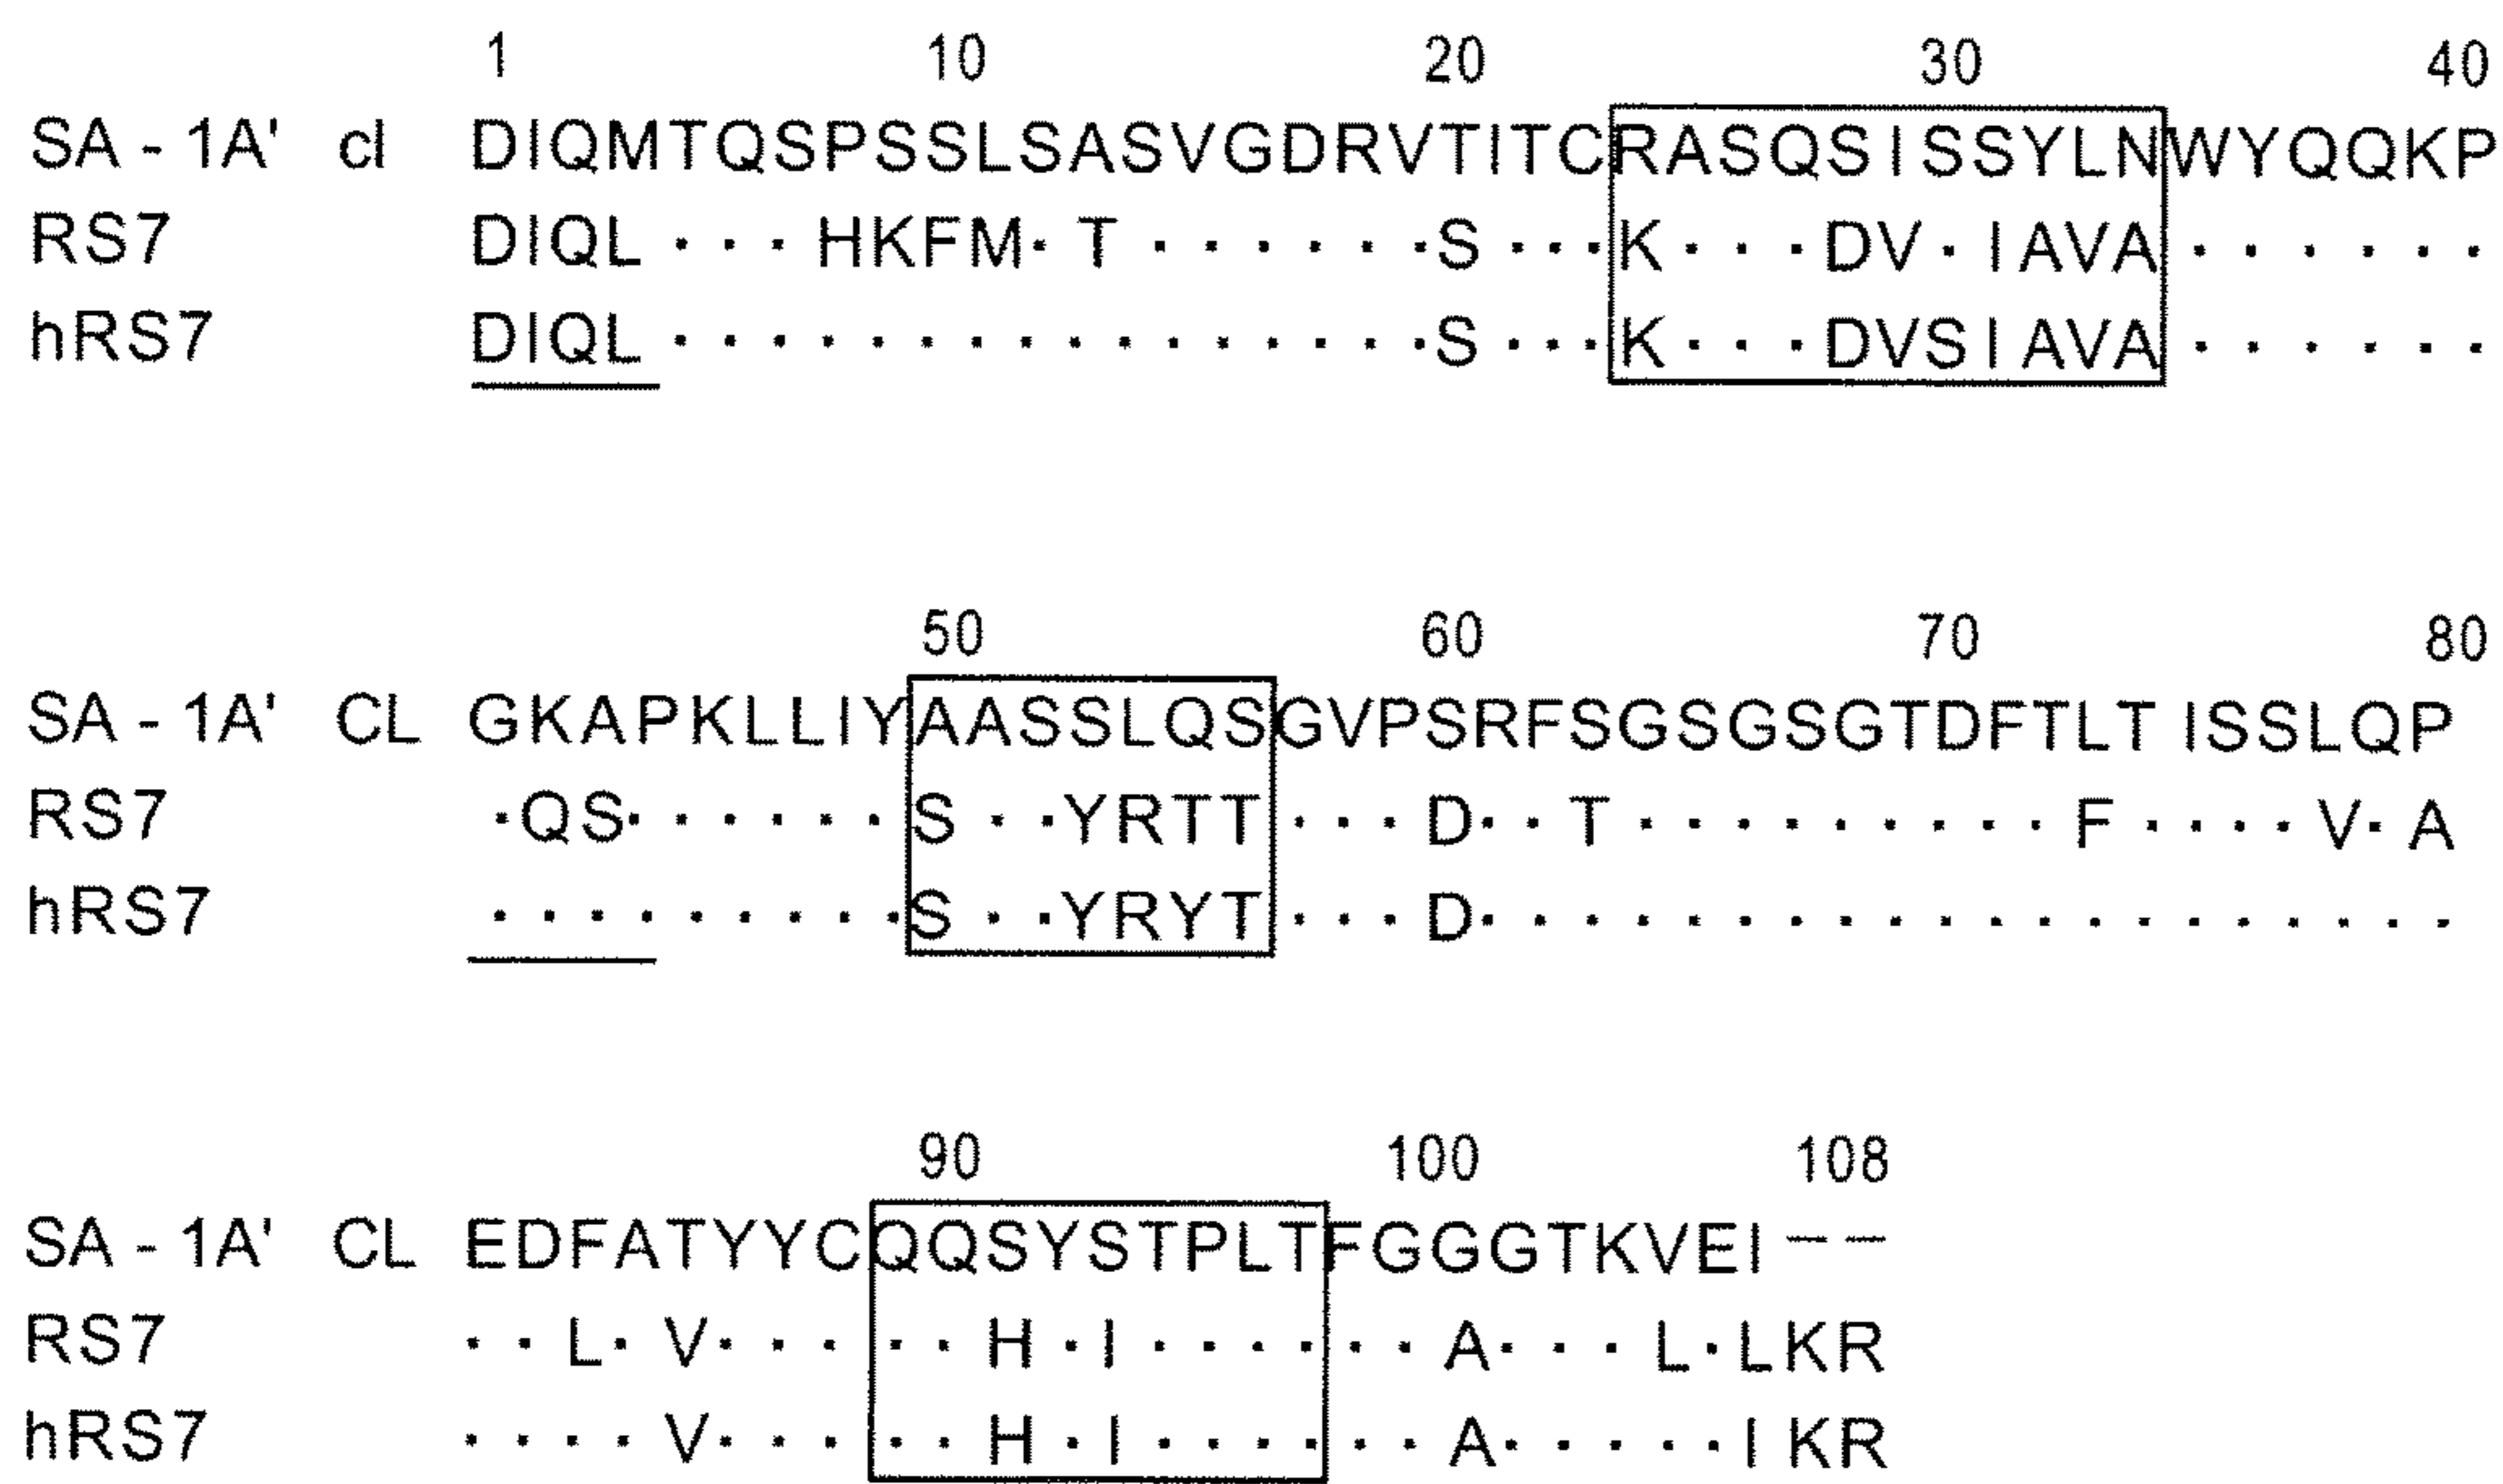 1 10 20 30 40
SA - 1A' cl DIQMTQSPSSLSASVGDRVTITCRASQSISSYLNWYQQKP
RS7 DIQL···HKFM·T······S···K···DV·IAVA······
hRS7 DIQL···············S···K···DVSIAVA······
50 60 70 80
SA - 1A' CL GKAPKLLIYAASSLQSGVPSRFSGSGSGTDFTLTISSLQP
RS7 ·QS······S··YRTT···D··T·········F····V·A
hRS7 ·········S··YRYT···D····················
90 100 108
SA - 1A' CL EDFATYYCQQSYSTPLTFGGGTKVEI--
RS7 ··L·V·····H·I······A···L·LKR
hRS7 ····V·····H·I······A·····IKR